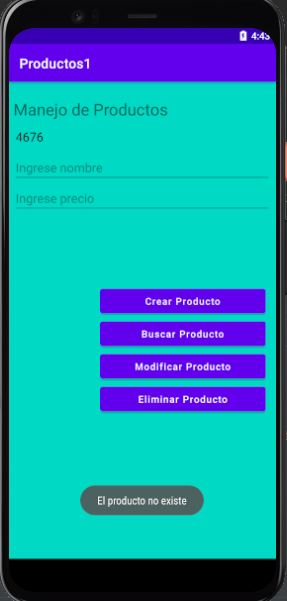 4:43
Productos1
Manejo de Productos
4676
Ingrese nombre
Ingrese precio
Crear Producto
Buscar Producto
Modificar Producto
Eliminar Producto
El producto no existe